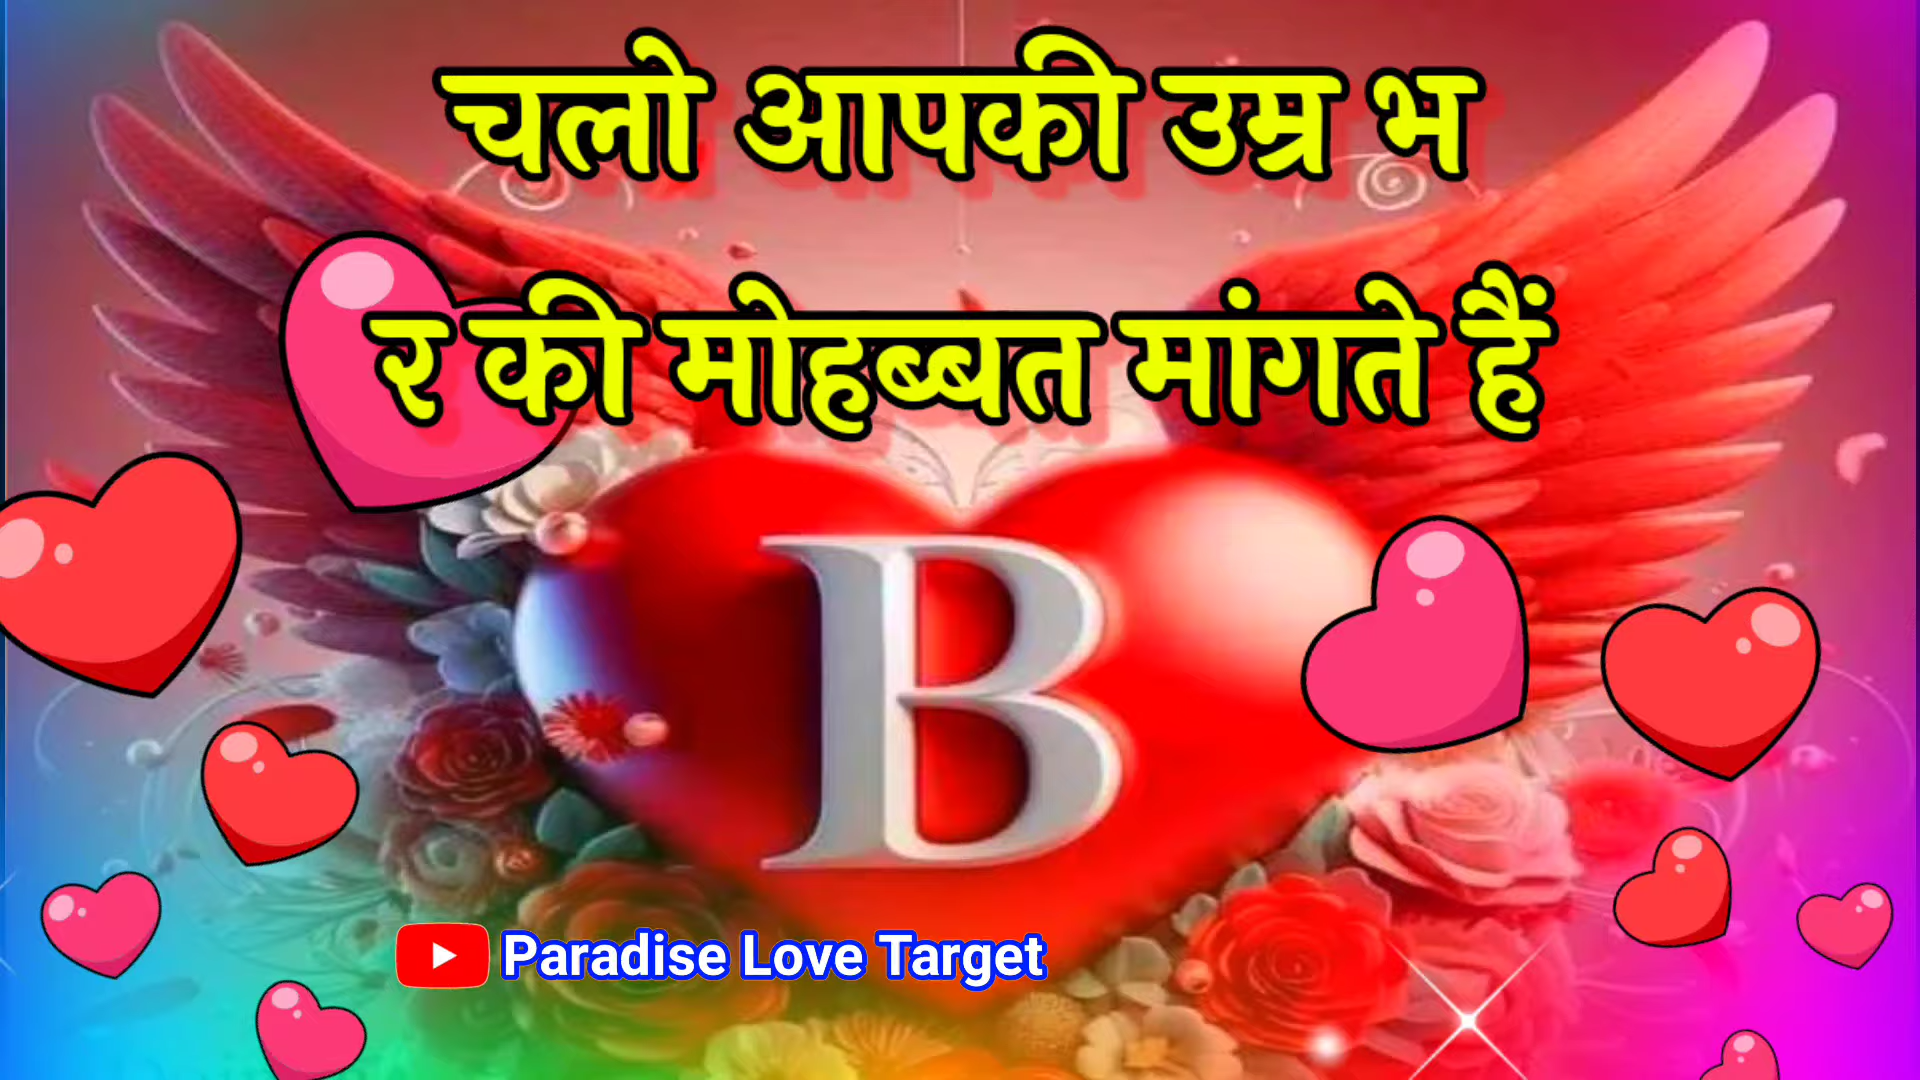 चलो आपकी उम्र भ
र की मोहब्बत मांगते हैं
B
Paradise Love Target